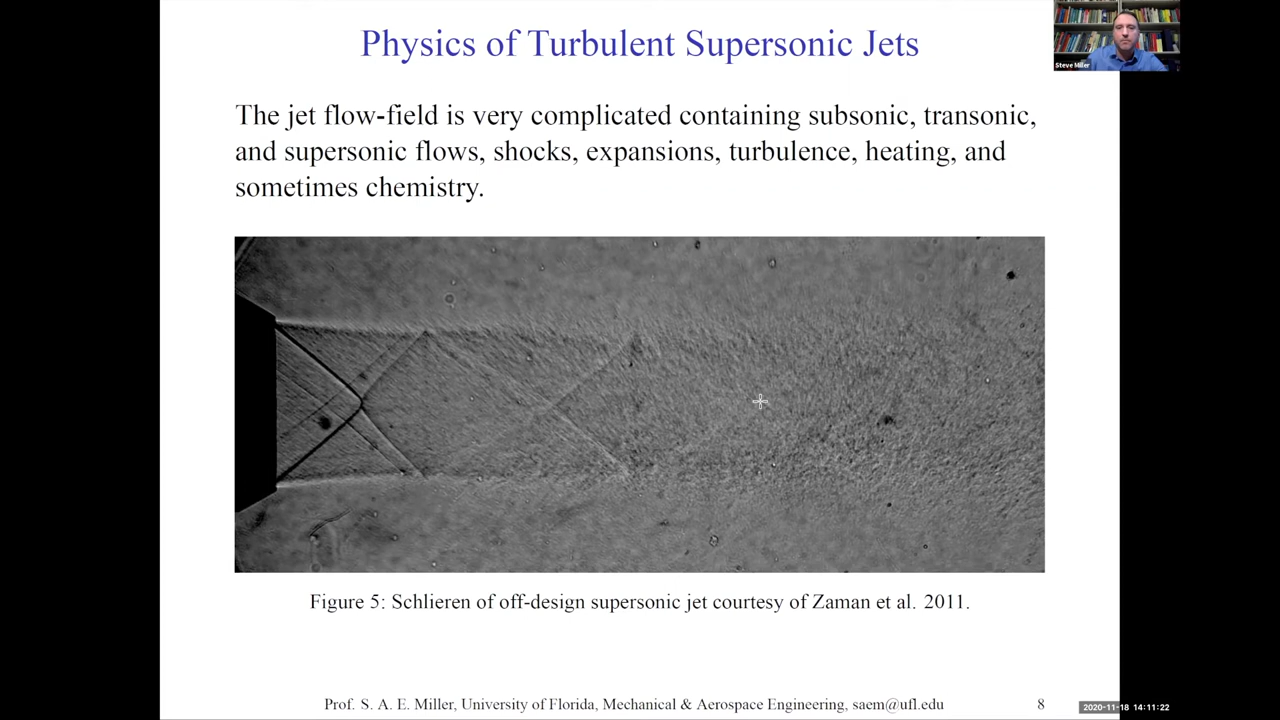 Physics of Turbulent Supersonic Jets
Steve Miller
The jet flow-field is very complicated containing subsonic, transonic,
and supersonic flows, shocks, expansions, turbulence, heating, and
sometimes chemistry.
Figure 5: Schlieren of off-design supersonic jet courtesy of Zaman et al. 2011.
Prof. S. A. E. Miller, University of Florida, Mechanical & Aerospace Engineering, saem@ufl.edu 8
2020-11-18 14:11:22